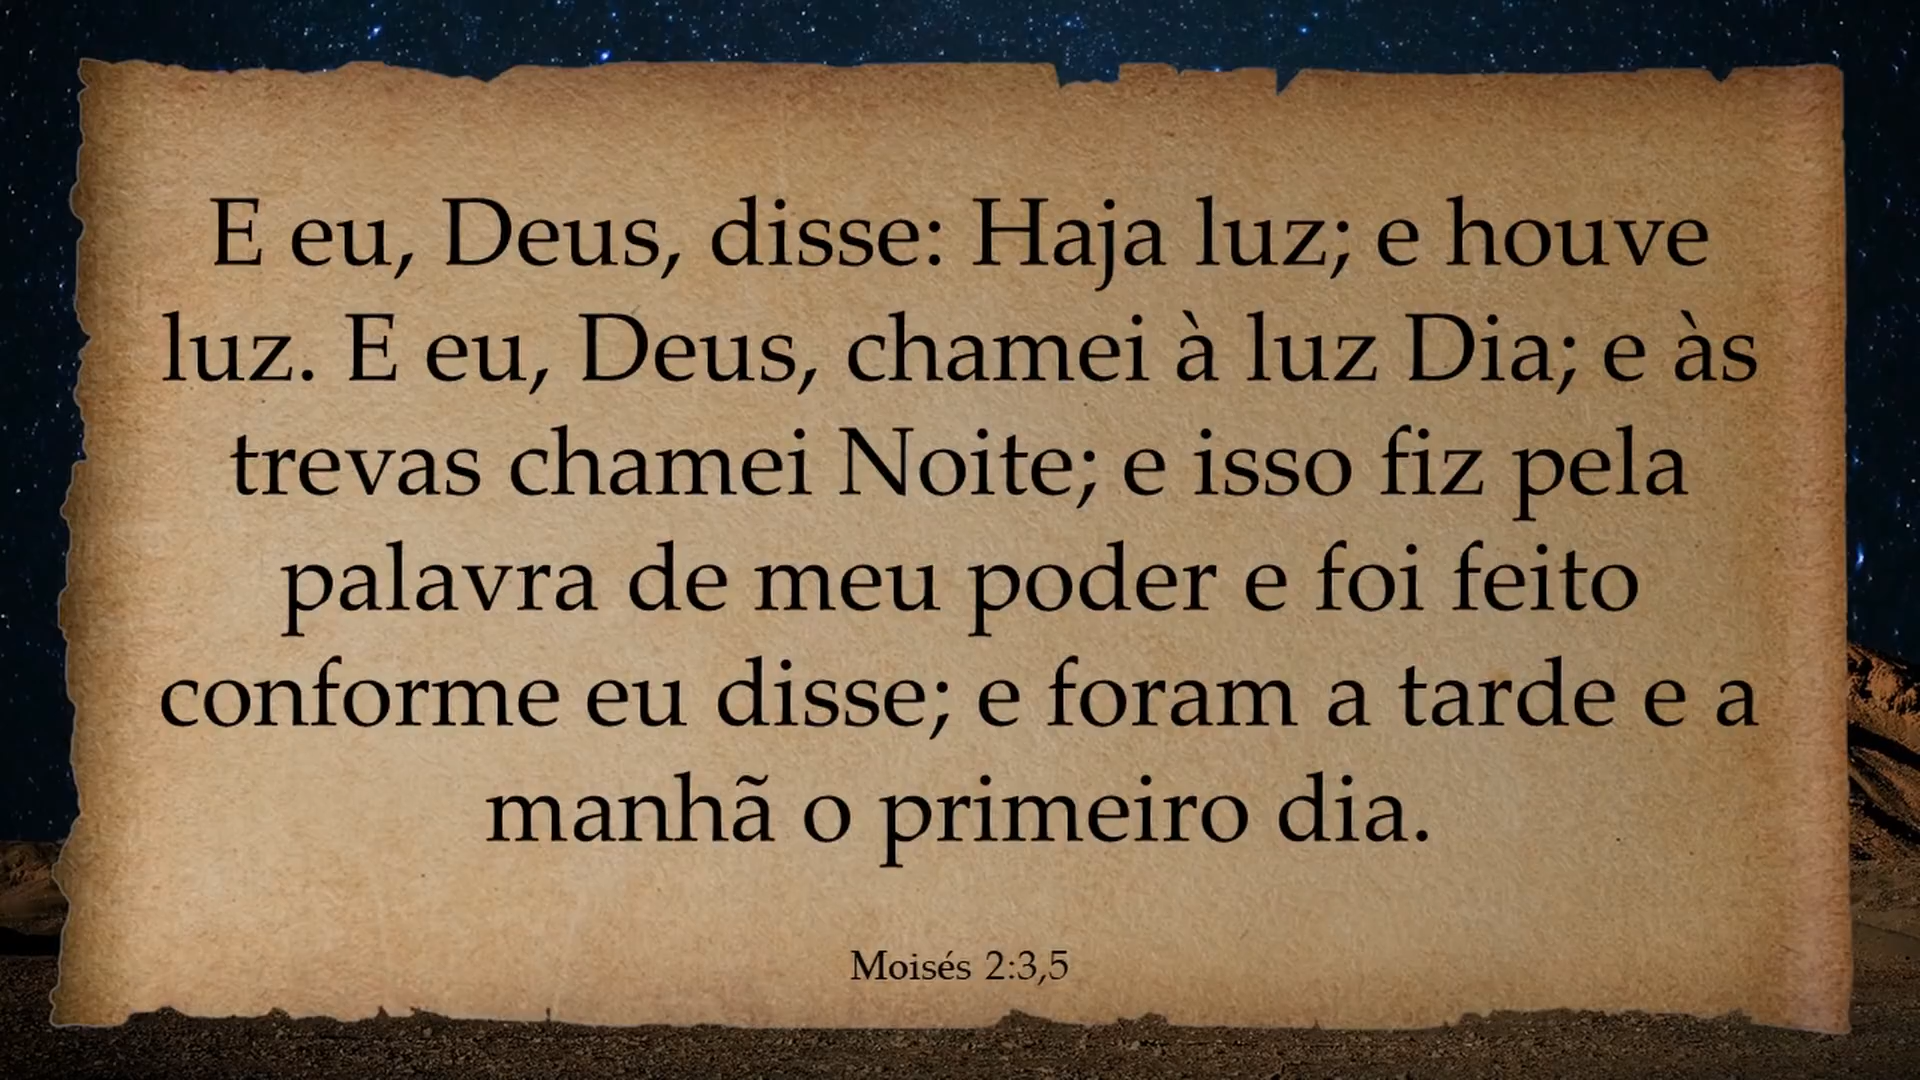 E eu, Deus, disse: Haja luz; e houve
luz. E eu, Deus, chamei à luz Dia; e às
trevas chamei Noite; e isso fiz pela
palavra de meu poder e foi feito
conforme eu disse; e foram a tarde e a
manhã o primeiro dia.
Moisés 2:3,5